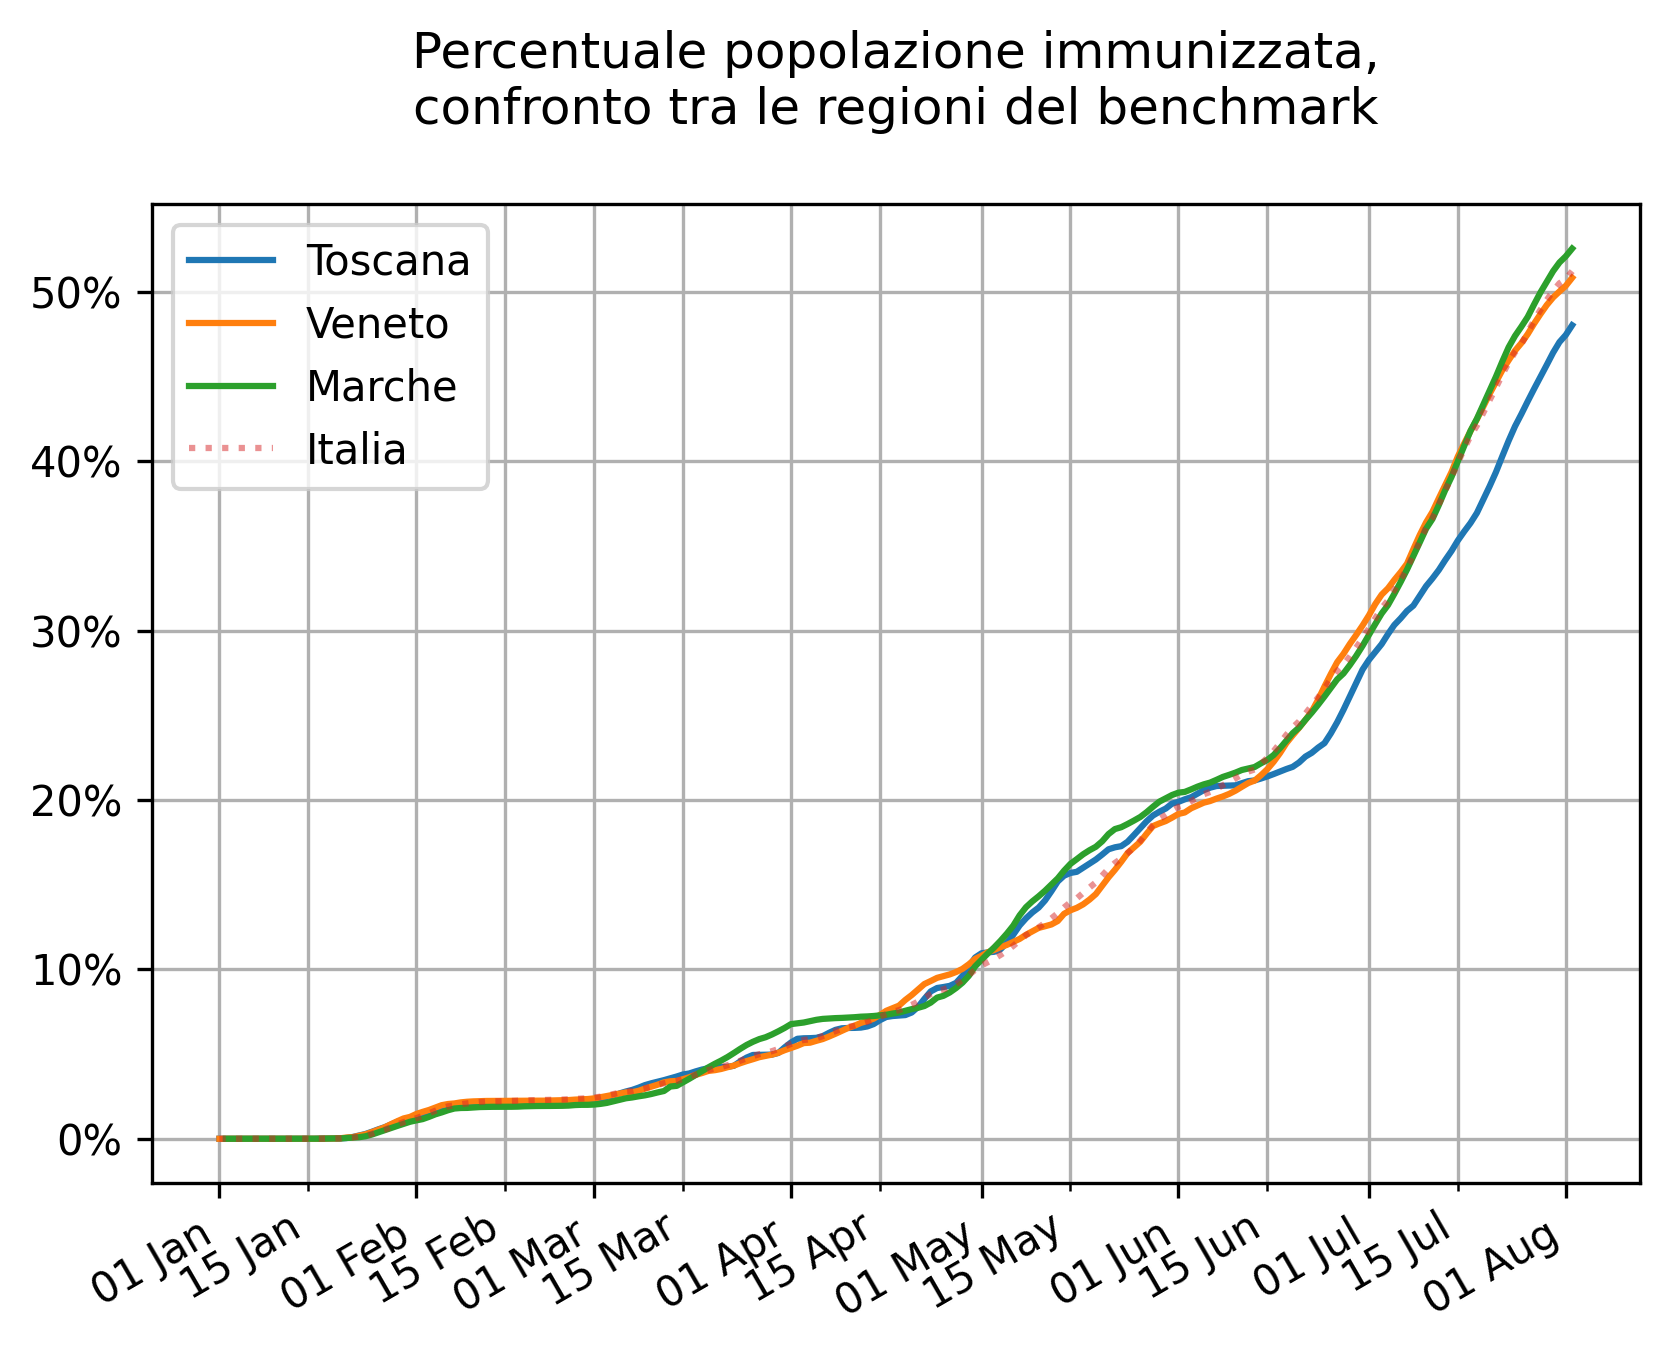 Percentuale popolazione immunizzata,
confronto tra le regioni del benchmark
Toscana
Veneto
Marche
Italia
50%
40%
30%
20%
10%
0%
01 Jan
15 Jan
01 Feb
15 Feb
01 Mar
15 Mar
01 Apr
15 Apr
01 May
15 May
01 Jun
15 Jun
01 Jul
15 Jul
01 Aug